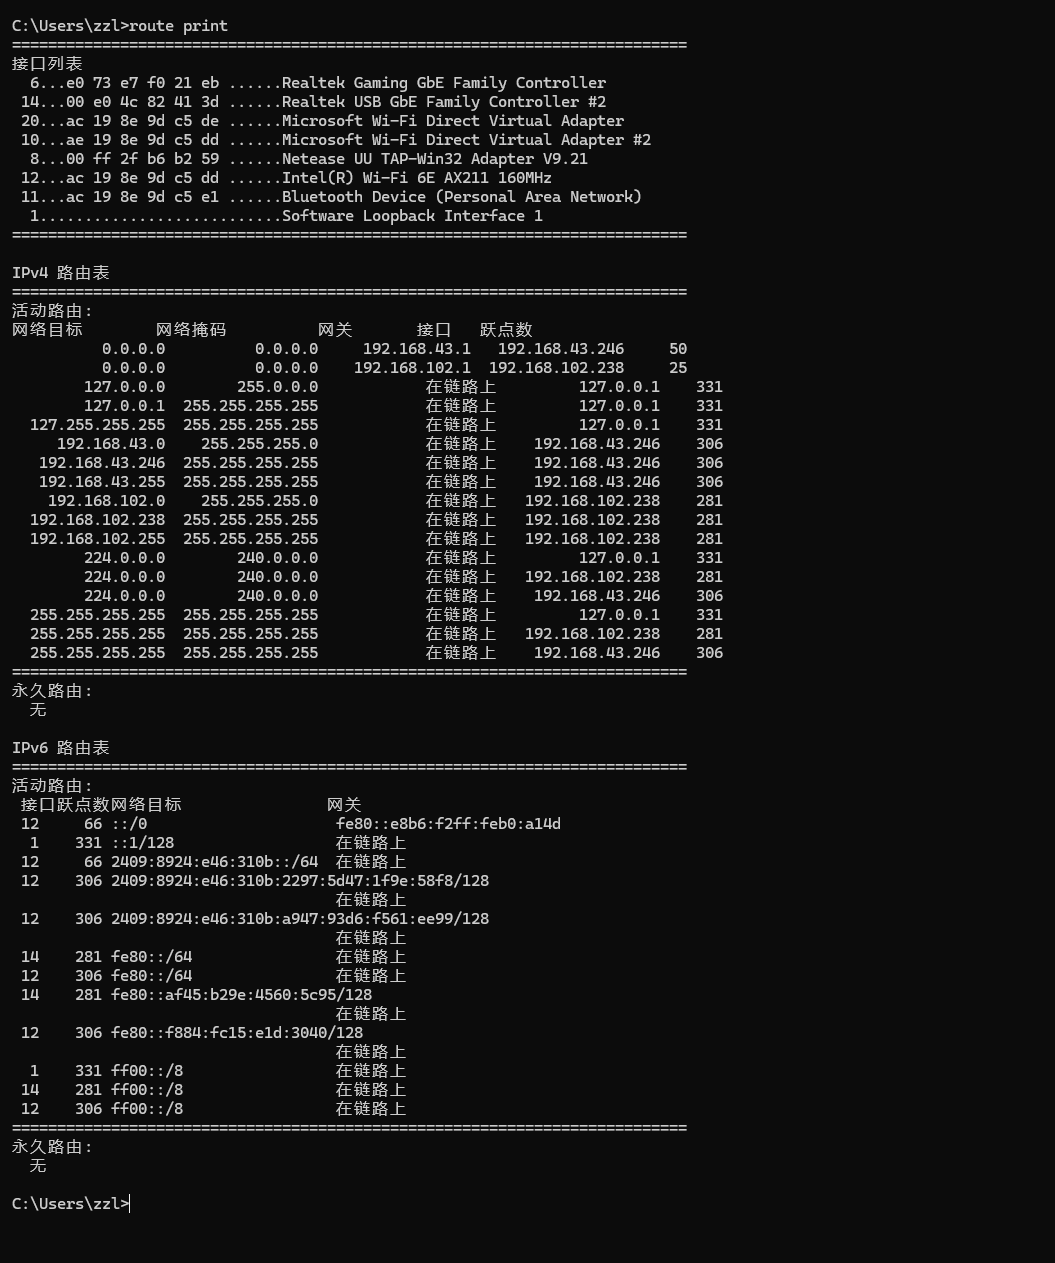 C:\Users\zzl>route print
===========================================================================
接口列表
  6...e0 73 e7 f0 21 eb ......Realtek Gaming GbE Family Controller
 14...00 e0 4c 82 41 3d ......Realtek USB GbE Family Controller #2
 20...ac 19 8e 9d c5 de ......Microsoft Wi-Fi Direct Virtual Adapter
 10...ae 19 8e 9d c5 dd ......Microsoft Wi-Fi Direct Virtual Adapter #2
  8...00 ff 2f b6 b2 59 ......Netease UU TAP-Win32 Adapter V9.21
 12...ac 19 8e 9d c5 dd ......Intel(R) Wi-Fi 6E AX211 160MHz
 11...ac 19 8e 9d c5 e1 ......Bluetooth Device (Personal Area Network)
  1...........................Software Loopback Interface 1
===========================================================================

IPv4 路由表
===========================================================================
活动路由:
网络目标        网络掩码          网关       接口   跃点数
          0.0.0.0          0.0.0.0     192.168.43.1   192.168.43.246     50
          0.0.0.0          0.0.0.0    192.168.102.1  192.168.102.238     25
        127.0.0.0        255.0.0.0            在链路上         127.0.0.1    331
        127.0.0.1  255.255.255.255            在链路上         127.0.0.1    331
  127.255.255.255  255.255.255.255            在链路上         127.0.0.1    331
     192.168.43.0    255.255.255.0            在链路上    192.168.43.246    306
   192.168.43.246  255.255.255.255            在链路上    192.168.43.246    306
   192.168.43.255  255.255.255.255            在链路上    192.168.43.246    306
    192.168.102.0    255.255.255.0            在链路上   192.168.102.238    281
  192.168.102.238  255.255.255.255            在链路上   192.168.102.238    281
  192.168.102.255  255.255.255.255            在链路上   192.168.102.238    281
        224.0.0.0        240.0.0.0            在链路上         127.0.0.1    331
        224.0.0.0        240.0.0.0            在链路上   192.168.102.238    281
        224.0.0.0        240.0.0.0            在链路上    192.168.43.246    306
  255.255.255.255  255.255.255.255            在链路上         127.0.0.1    331
  255.255.255.255  255.255.255.255            在链路上   192.168.102.238    281
  255.255.255.255  255.255.255.255            在链路上    192.168.43.246    306
===========================================================================
永久路由:
  无

IPv6 路由表
===========================================================================
活动路由:
 接口跃点数网络目标                网关
 12     66 ::/0                     fe80::e8b6:f2ff:feb0:a14d
  1    331 ::1/128                  在链路上
 12     66 2409:8924:e46:310b::/64  在链路上
 12    306 2409:8924:e46:310b:2297:5d47:1f9e:58f8/128
                                    在链路上
 12    306 2409:8924:e46:310b:a947:93d6:f561:ee99/128
                                    在链路上
 14    281 fe80::/64                在链路上
 12    306 fe80::/64                在链路上
 14    281 fe80::af45:b29e:4560:5c95/128
                                    在链路上
 12    306 fe80::f884:fc15:e1d:3040/128
                                    在链路上
  1    331 ff00::/8                 在链路上
 14    281 ff00::/8                 在链路上
 12    306 ff00::/8                 在链路上
===========================================================================
永久路由:
  无

C:\Users\zzl>